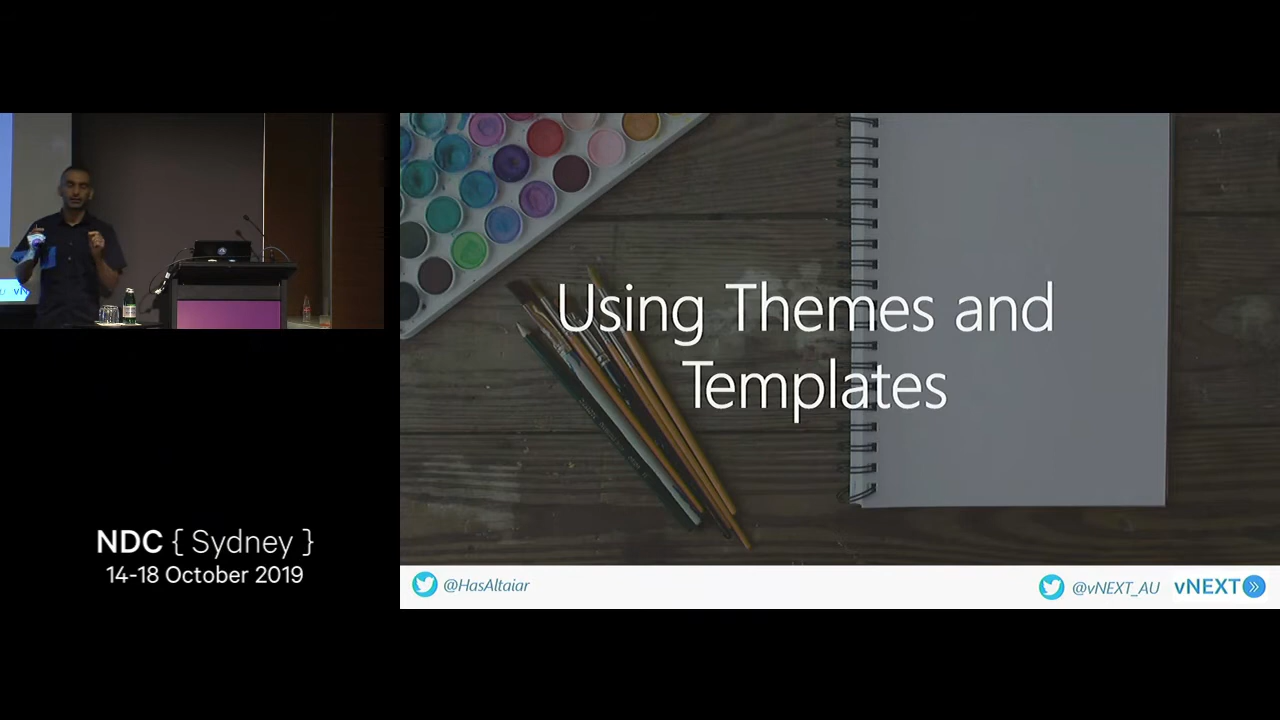 Using Themes and
Templates
NDC { Sydney }
14-18 October 2019
@HasAltaiar
@vNEXT_AU
vNEXT